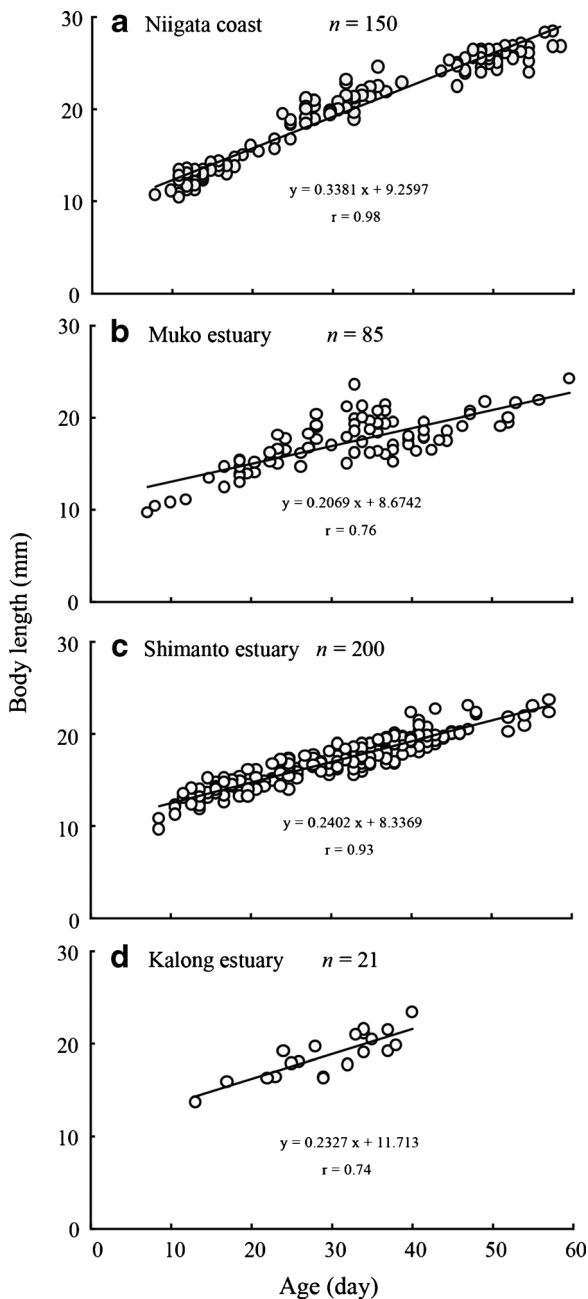 a Niigata coast n = 150
30
20
10
0
y = 0.3381 x + 9.2597
r = 0.98
b Muko estuary n = 85
30
20
10
0
y = 0.2069 x + 8.6742
r = 0.76
c Shimanto estuary n = 200
30
20
10
0
y = 0.2402 x + 8.3369
r = 0.93
d Kalong estuary n = 21
30
20
10
0
y = 0.2327 x + 11.713
r = 0.74
0 10 20 30 40 50 60
Age (day)
Body length (mm)